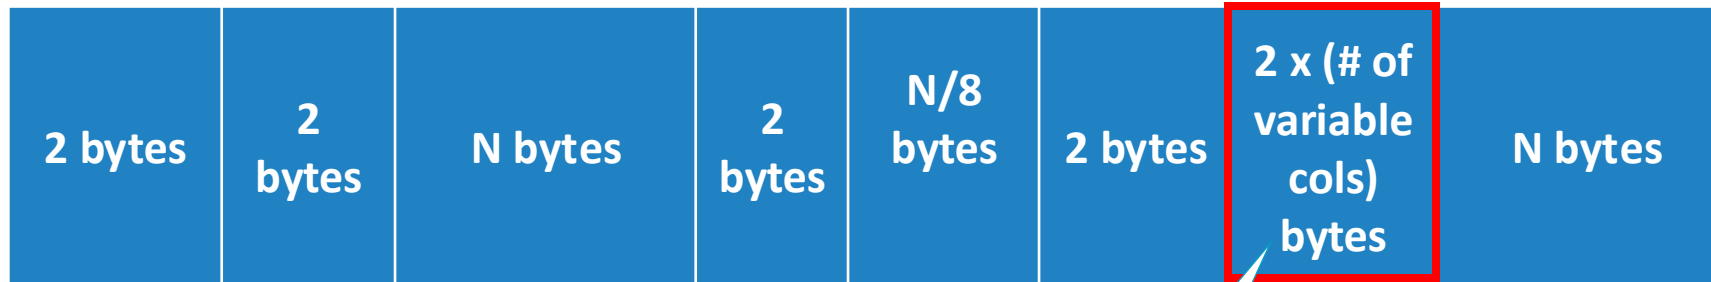 2 bytes
2
bytes
N bytes
2
bytes
N/8
bytes
2 bytes
2 x (# of
variable
cols)
bytes
N bytes